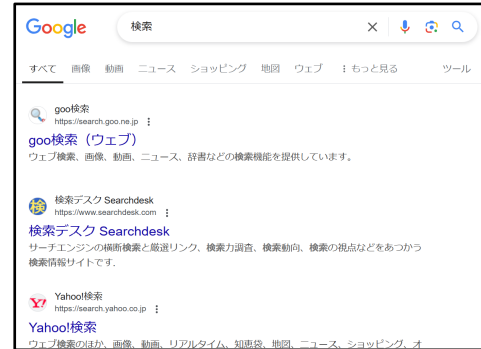 Google
検索
すべて 画像 動画 ニュース ショッピング 地図 ウェブ もっと見る ツール
goo検索
https://search.goo.ne.jp
goo検索（ウェブ）
ウェブ検索、画像、動画、ニュース、辞書などの検索機能を提供しています。
検
検索デスク Searchdesk
https://www.searchdesk.com
検索デスク Searchdesk
サーチエンジンの横断検索と厳選リンク、検索力調査、検索動向、検索の視点などをあつかう
検索情報サイトです.
Y!
Yahoo!検索
https://search.yahoo.co.jp
Yahoo!検索
ウェブ検索のほか、画像、動画、リアルタイム、知恵袋、地図、ニュース、ショッピング、オ